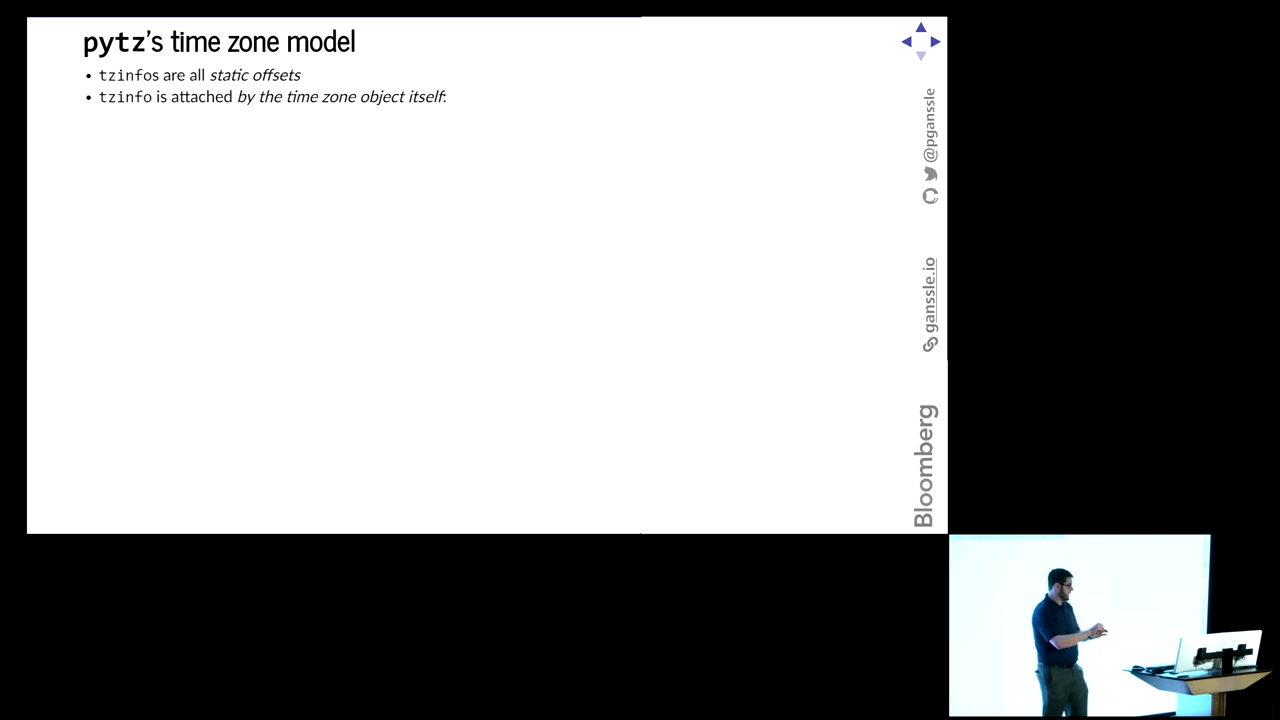 pytz's time zone model
• tzinfos are all static offsets
• tzinfo is attached by the time zone object itself:
@pganssle
ganssle.io
Bloomberg